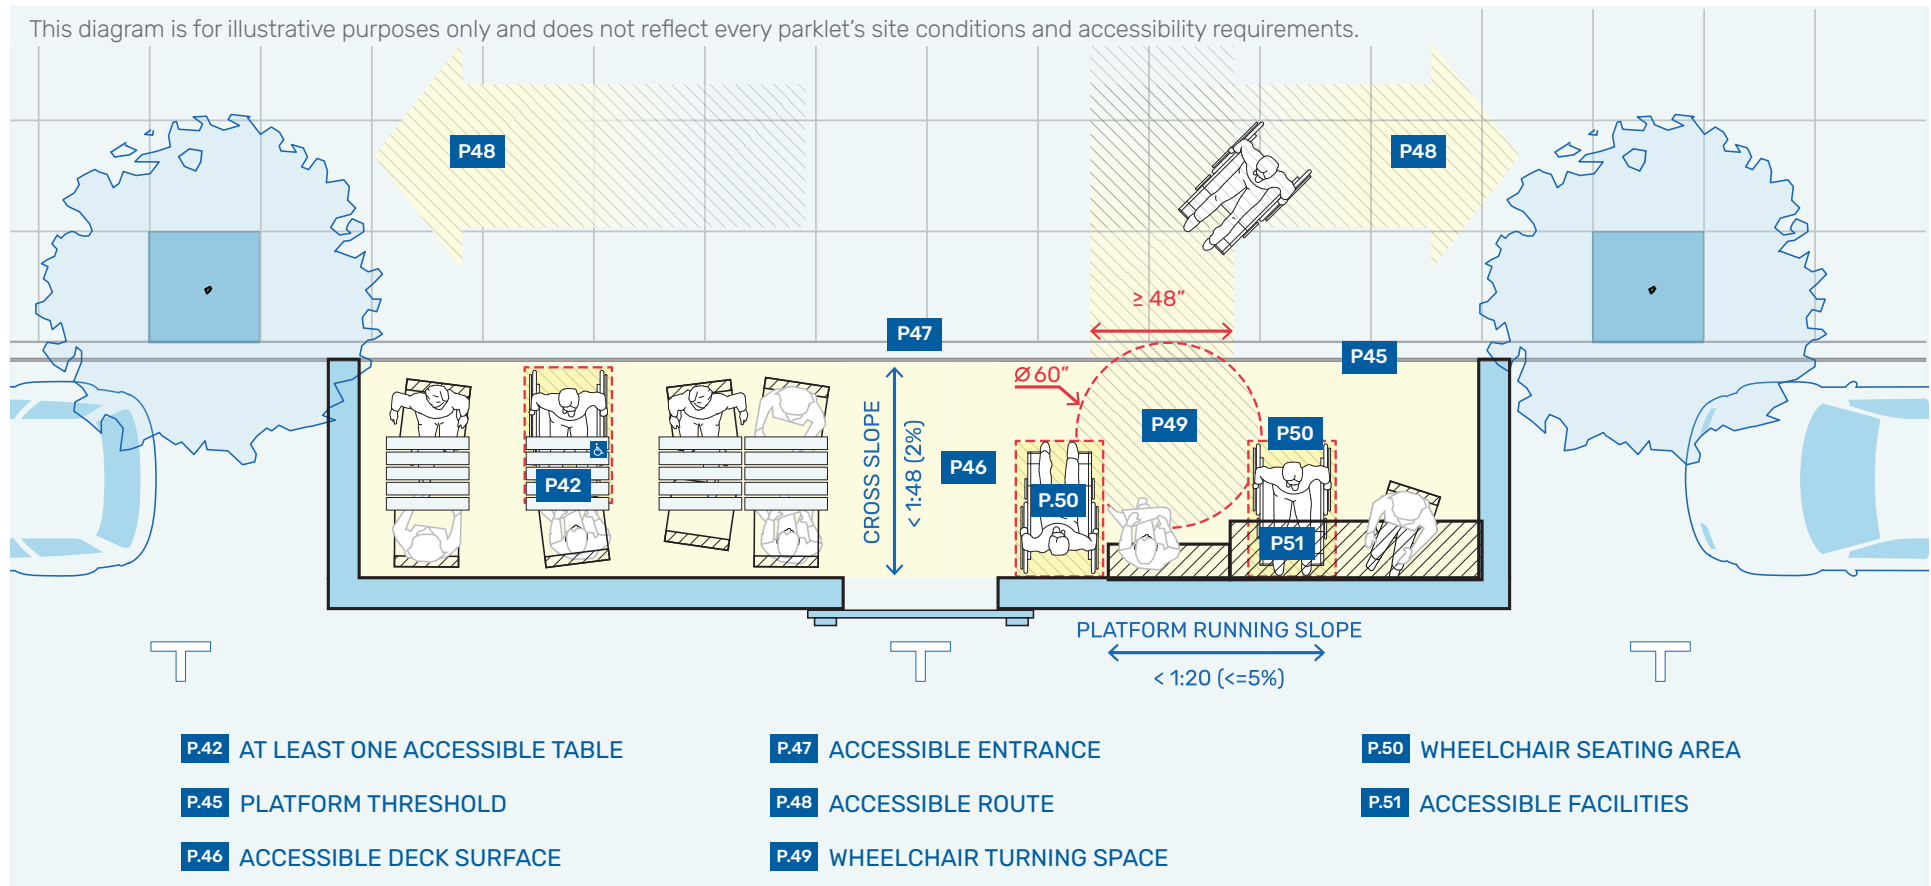 This diagram is for illustrative purposes only and does not reflect every parklet's site conditions and accessibility requirements.
P48
P48
≥ 48"
P47
P45
Ø 60"
P49
P50
CROSS SLOPE
< 1:48 (2%)
P46
P42
P.50
P51
PLATFORM RUNNING SLOPE
< 1:20 (<=5%)
T
T
T
P.42 AT LEAST ONE ACCESSIBLE TABLE
P.45 PLATFORM THRESHOLD
P.46 ACCESSIBLE DECK SURFACE
P.47 ACCESSIBLE ENTRANCE
P.48 ACCESSIBLE ROUTE
P.49 WHEELCHAIR TURNING SPACE
P.50 WHEELCHAIR SEATING AREA
P.51 ACCESSIBLE FACILITIES